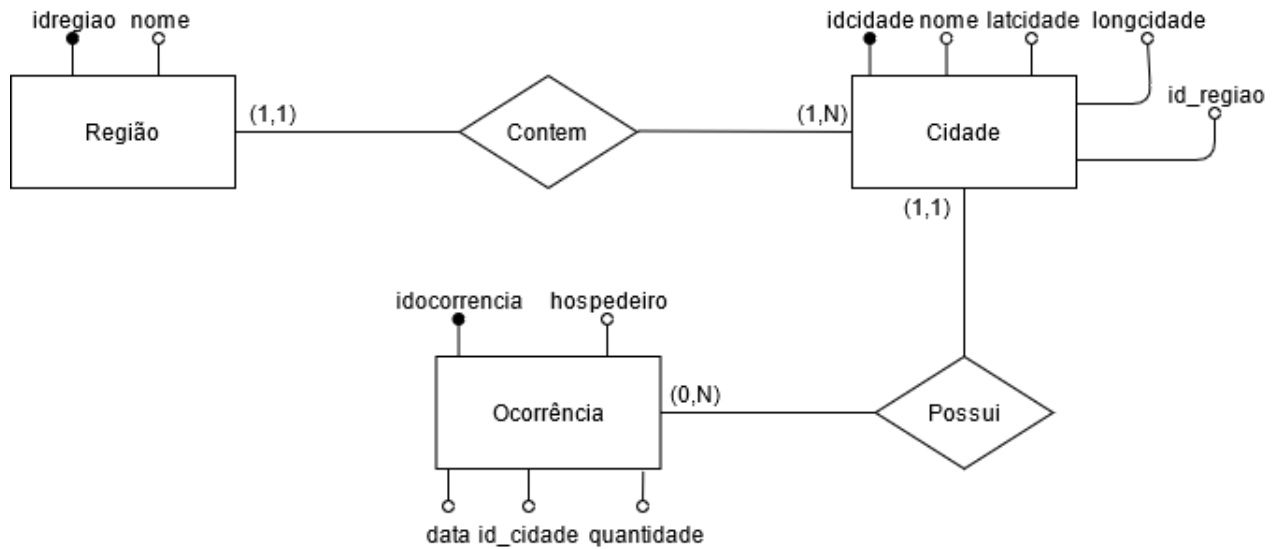 idregiao nome
idcidade nome latcidade longcidade
id_regiao
Região
(1,1)
Contem
(1,N)
Cidade
(1,1)
idocorrencia hospedeiro
Ocorrência
(0,N)
Possui
data id_cidade quantidade